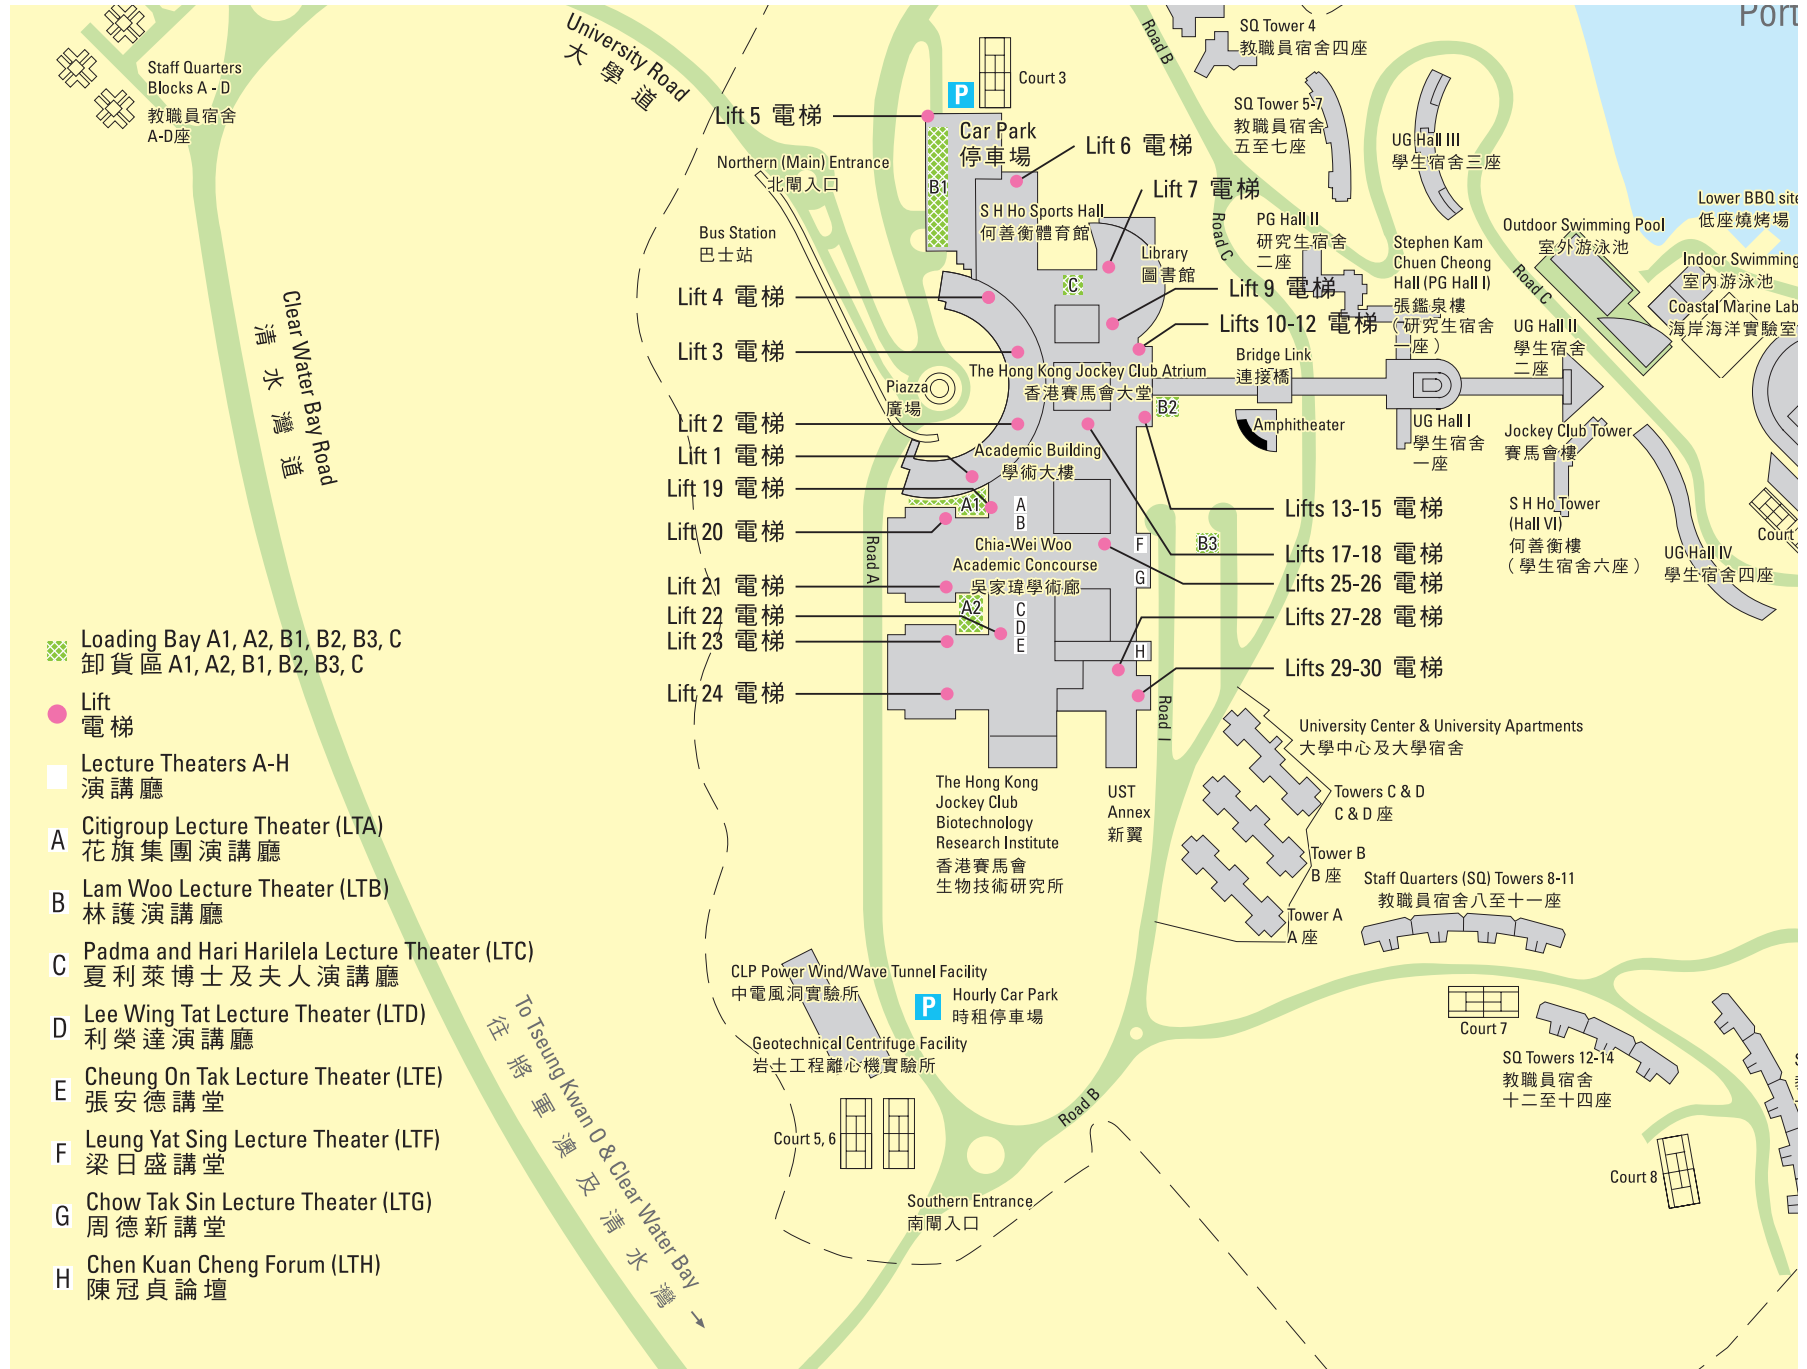 Port
University Road
大學道
Road B
SQ Tower 4
教職員宿舍四座
Staff Quarters
Blocks A - D
教職員宿舍
A-D座
P
Court 3
Lift 5 電梯
Car Park
停車場
SQ Tower 5-7
教職員宿舍
五至七座
UG Hall III
學生宿舍三座
Northern (Main) Entrance
北閘入口
B1
Lift 6 電梯
Lift 7 電梯
S H Ho Sports Hall
何善衡體育館
Library
圖書館
Road C
PG Hall II
研究生宿舍
二座
Lower BBQ site
低座燒烤場
Outdoor Swimming Pool
室外游泳池
Stephen Kam
Chuen Cheong
Hall (PG Hall I)
張鑑泉樓
（研究生宿舍
一座）
Indoor Swimming
室內游泳池
Road C
Coastal Marine Lab
海岸海洋實驗室
Bus Station
巴士站
Lift 4 電梯
C
Lift 9 電梯
Lifts 10-12 電梯
UG Hall II
學生宿舍
二座
Clear Water Bay Road
清水灣道
Lift 3 電梯
The Hong Kong Jockey Club Atrium
香港賽馬會大堂
Bridge Link
連接橋
Piazza
廣場
B2
Amphitheater
UG Hall I
學生宿舍
一座
Jockey Club Tower
賽馬會樓
Lift 2 電梯
Lift 1 電梯
Academic Building
學術大樓
Lift 19 電梯
A1
A
B
Lifts 13-15 電梯
S H Ho Tower
(Hall VI)
何善衡樓
（學生宿舍六座）
Court
UG Hall IV
學生宿舍四座
Lift 20 電梯
Road A
Chia-Wei Woo
Academic Concourse
吳家瑋學術廊
F
G
B3
Lifts 17-18 電梯
Lifts 25-26 電梯
Lift 21 電梯
Lift 22 電梯
A2
C
D
E
Lifts 27-28 電梯
Lift 23 電梯
H
Lifts 29-30 電梯
Lift 24 電梯
Road I
Loading Bay A1, A2, B1, B2, B3, C
卸貨區 A1, A2, B1, B2, B3, C
Lift
電梯
Lecture Theaters A-H
演講廳
A Citigroup Lecture Theater (LTA)
花旗集團演講廳
B Lam Woo Lecture Theater (LTB)
林護演講廳
C Padma and Hari Harilela Lecture Theater (LTC)
夏利萊博士及夫人演講廳
D Lee Wing Tat Lecture Theater (LTD)
利榮達演講廳
E Cheung On Tak Lecture Theater (LTE)
張安德講堂
F Leung Yat Sing Lecture Theater (LTF)
梁日盛講堂
G Chow Tak Sin Lecture Theater (LTG)
周德新講堂
H Chen Kuan Cheng Forum (LTH)
陳冠貞論壇
University Center & University Apartments
大學中心及大學宿舍
The Hong Kong
Jockey Club
Biotechnology
Research Institute
香港賽馬會
生物技術研究所
UST
Annex
新翼
Towers C & D
C & D 座
Tower B
B 座
Tower A
A 座
Staff Quarters (SQ) Towers 8-11
教職員宿舍八至十一座
CLP Power Wind/Wave Tunnel Facility
中電風洞實驗所
P
Hourly Car Park
時租停車場
Geotechnical Centrifuge Facility
岩土工程離心機實驗所
Court 7
SQ Towers 12-14
教職員宿舍
十二至十四座
Road B
Court 5, 6
Court 8
Southern Entrance
南閘入口
To Tseung Kwan O & Clear Water Bay
往將軍澳及清水灣